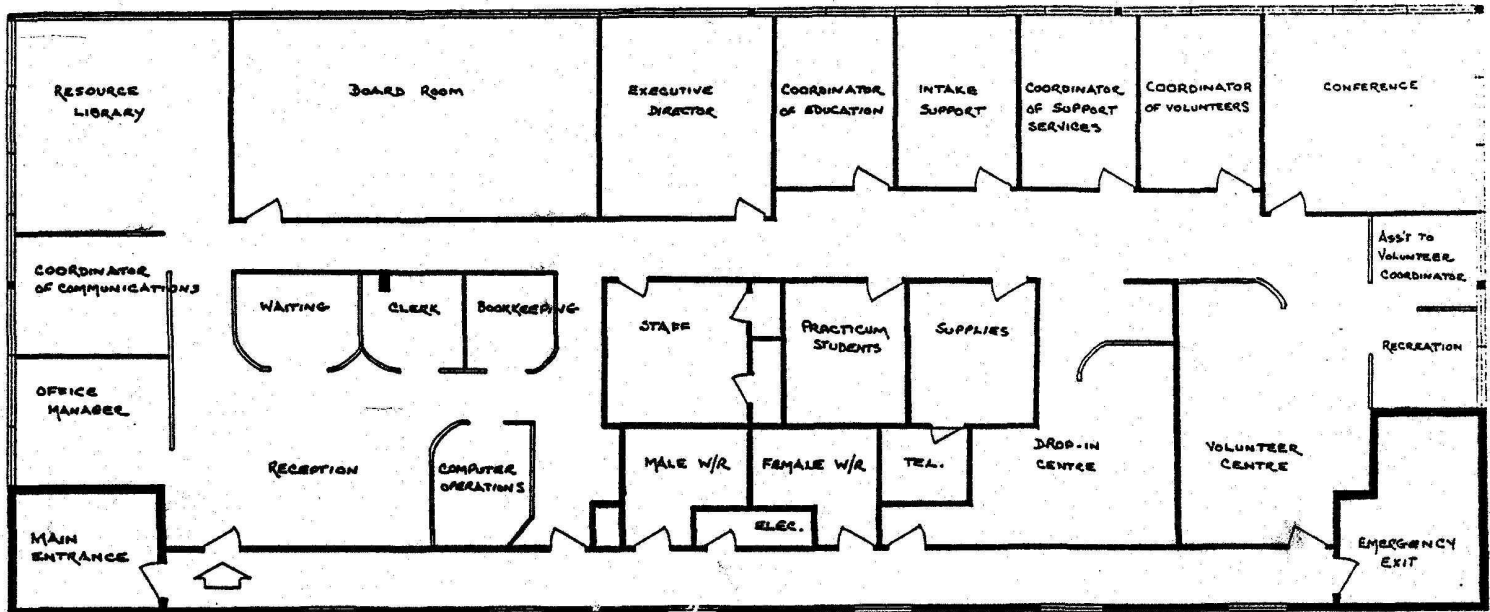 RESOURCE
LIBRARY
BOARD ROOM
EXECUTIVE
DIRECTOR
COORDINATOR
OF EDUCATION
INTAKE
SUPPORT
COORDINATOR
OF SUPPORT
SERVICES
COORDINATOR
OF VOLUNTEERS
CONFERENCE
COORDINATOR
OF COMMUNICATIONS
WAITING
CLERK
BOOKKEEPING
STAFF
PRACTICUM
STUDENTS
SUPPLIES
ASS'T TO
VOLUNTEER
COORDINATOR
RECREATION
OFFICE
MANAGER
RECEPTION
COMPUTER
OPERATIONS
MALE W/R
FEMALE W/R
TEL.
DROP-IN
CENTRE
VOLUNTEER
CENTRE
ELEC.
MAIN
ENTRANCE
EMERGENCY
EXIT